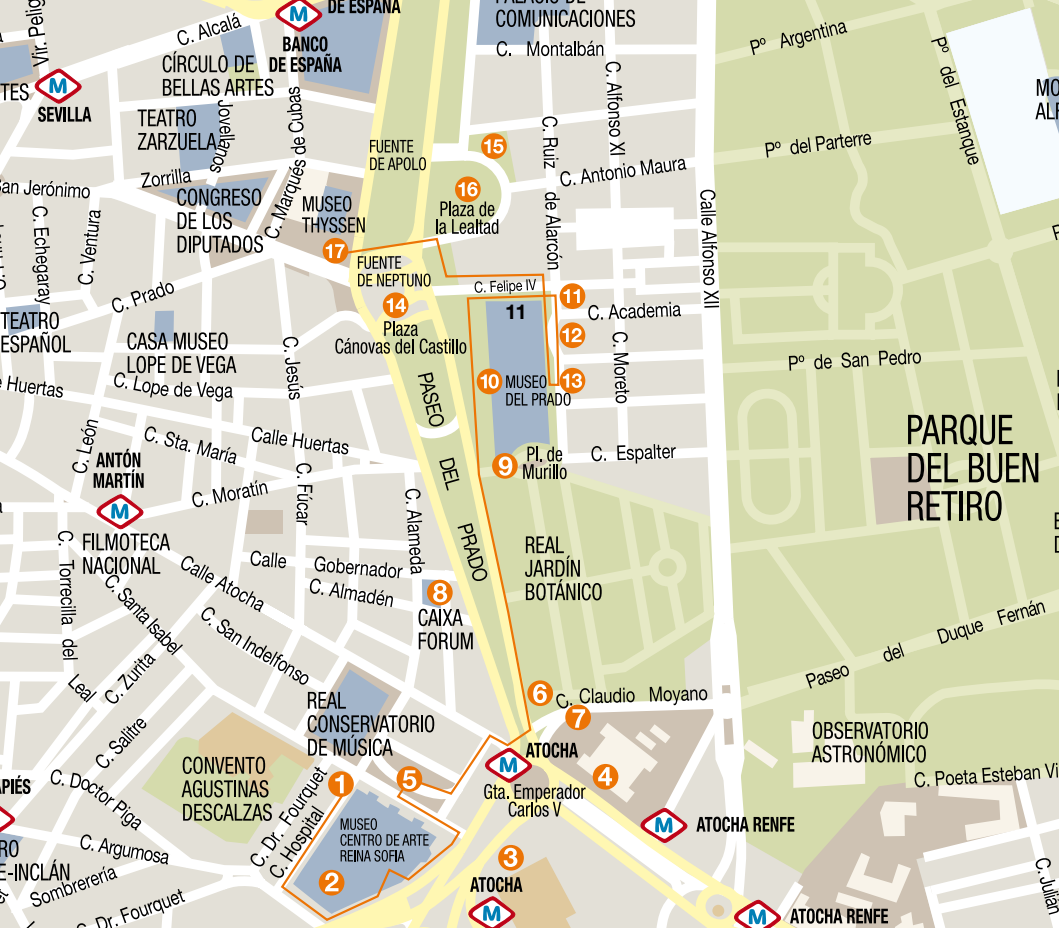 DE ESPAÑA
PALACIO DE
COMUNICACIONES
C. Alcalá
BANCO
DE ESPAÑA
C. Montalbán
Pº Argentina
Pº del Estanque
CÍRCULO DE
BELLAS ARTES
M
SEVILLA
TEATRO
ZARZUELA
Jovellanos
C. Marqués de Cubas
C. Alfonso XI
C. Ruiz de Alarcón
FUENTE
DE APOLO
15
Pº del Parterre
C. Antonio Maura
San Jerónimo
Zorrilla
CONGRESO
DE LOS
DIPUTADOS
MUSEO
THYSSEN
16
Plaza de
la Lealtad
Calle Alfonso XII
C. Echegaray
C. Ventura
17
FUENTE
DE NEPTUNO
C. Felipe IV
C. Prado
14
Plaza
Cánovas del Castillo
11
11
C. Academia
12
TEATRO
ESPAÑOL
CASA MUSEO
LOPE DE VEGA
C. Lope de Vega
C. Jesús
C. Moreto
Pº de San Pedro
Huertas
10
MUSEO
DEL PRADO
13
PASEO
DEL
PRADO
PARQUE
DEL BUEN
RETIRO
C. León
C. Sta. María
Calle Huertas
9
Pl. de
Murillo
C. Espalter
ANTÓN
MARTÍN
M
C. Moratín
C. Fúcar
C. Alameda
FILMOTECA
NACIONAL
C. Torrecilla del
Leal
Calle Gobernador
C. Almadén
REAL
JARDÍN
BOTÁNICO
Calle Atocha
C. Santa Isabel
8
CAIXA
FORUM
C. San Indelfonso
C. Zurita
Paseo del Duque Fernán
6
C. Claudio Moyano
7
REAL
CONSERVATORIO
DE MÚSICA
C. Salitre
OBSERVATORIO
ASTRONÓMICO
M
ATOCHA
Gta. Emperador
Carlos V
CONVENTO
AGUSTINAS
DESCALZAS
C. Doctor Piga
1
5
4
C. Poeta Esteban Vi
C. Dr. Fourquet
C. Hospital
MUSEO
CENTRO DE ARTE
REINA SOFIA
M
ATOCHA RENFE
C. Argumosa
2
3
ATOCHA
M
E-INCLÁN
Sombrerería
C. Dr. Fourquet
C. Julián
M
ATOCHA RENFE